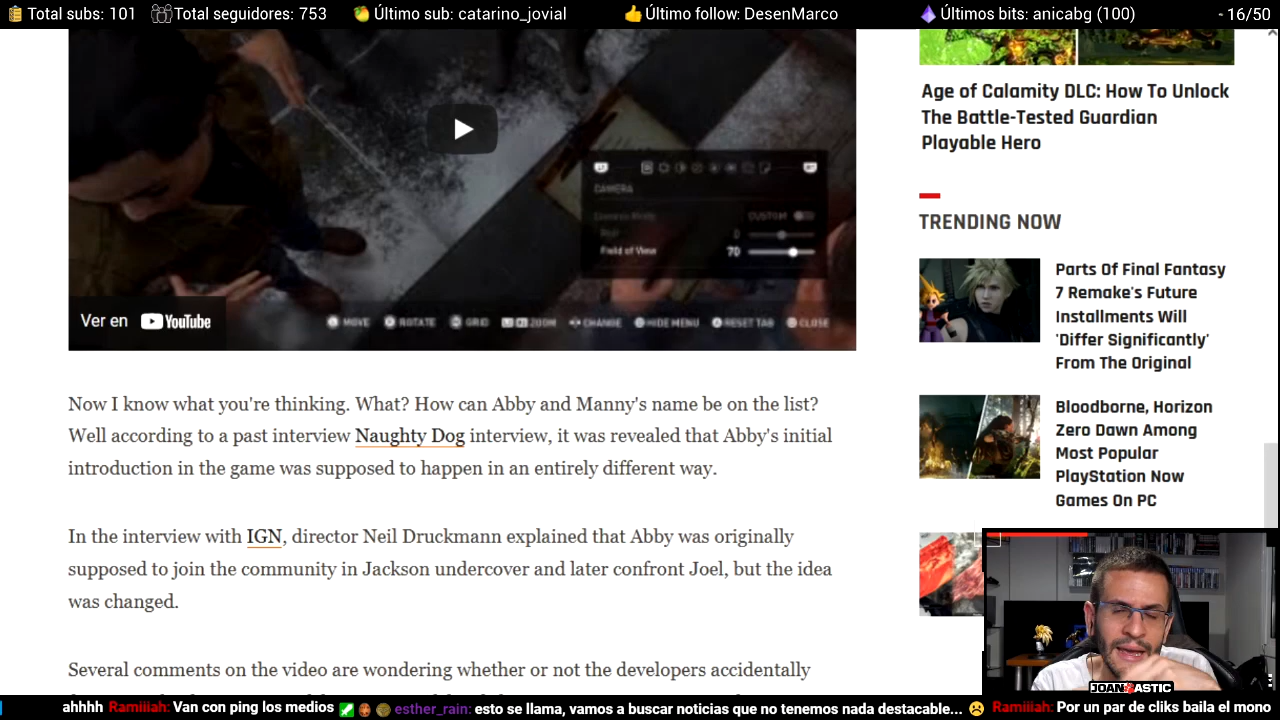 Total subs: 101
Total seguidores: 753
Último sub: catarino_jovial
Último follow: DesenMarco
Últimos bits: anicabg (100)
- 16/50
CAMERA
CUSTOM
Field of View 70
Ver en YouTube
MOVE ROTATE GRID ZOOM CHANGE HIDE MENU RESET TAB CLOSE
Now I know what you're thinking. What? How can Abby and Manny's name be on the list?
Well according to a past interview Naughty Dog interview, it was revealed that Abby's initial
introduction in the game was supposed to happen in an entirely different way.
In the interview with IGN, director Neil Druckmann explained that Abby was originally
supposed to join the community in Jackson undercover and later confront Joel, but the idea
was changed.
Several comments on the video are wondering whether or not the developers accidentally
Age of Calamity DLC: How To Unlock
The Battle-Tested Guardian
Playable Hero
TRENDING NOW
Parts Of Final Fantasy
7 Remake's Future
Installments Will
'Differ Significantly'
From The Original
Bloodborne, Horizon
Zero Dawn Among
Most Popular
PlayStation Now
Games On PC
JOANTASTIC
ahhhh Ramiiiah: Van con ping los medios esther_rain: esto se llama, vamos a buscar noticias que no tenemos nada destacable... Ramiiiah: Por un par de cliks baila el mono